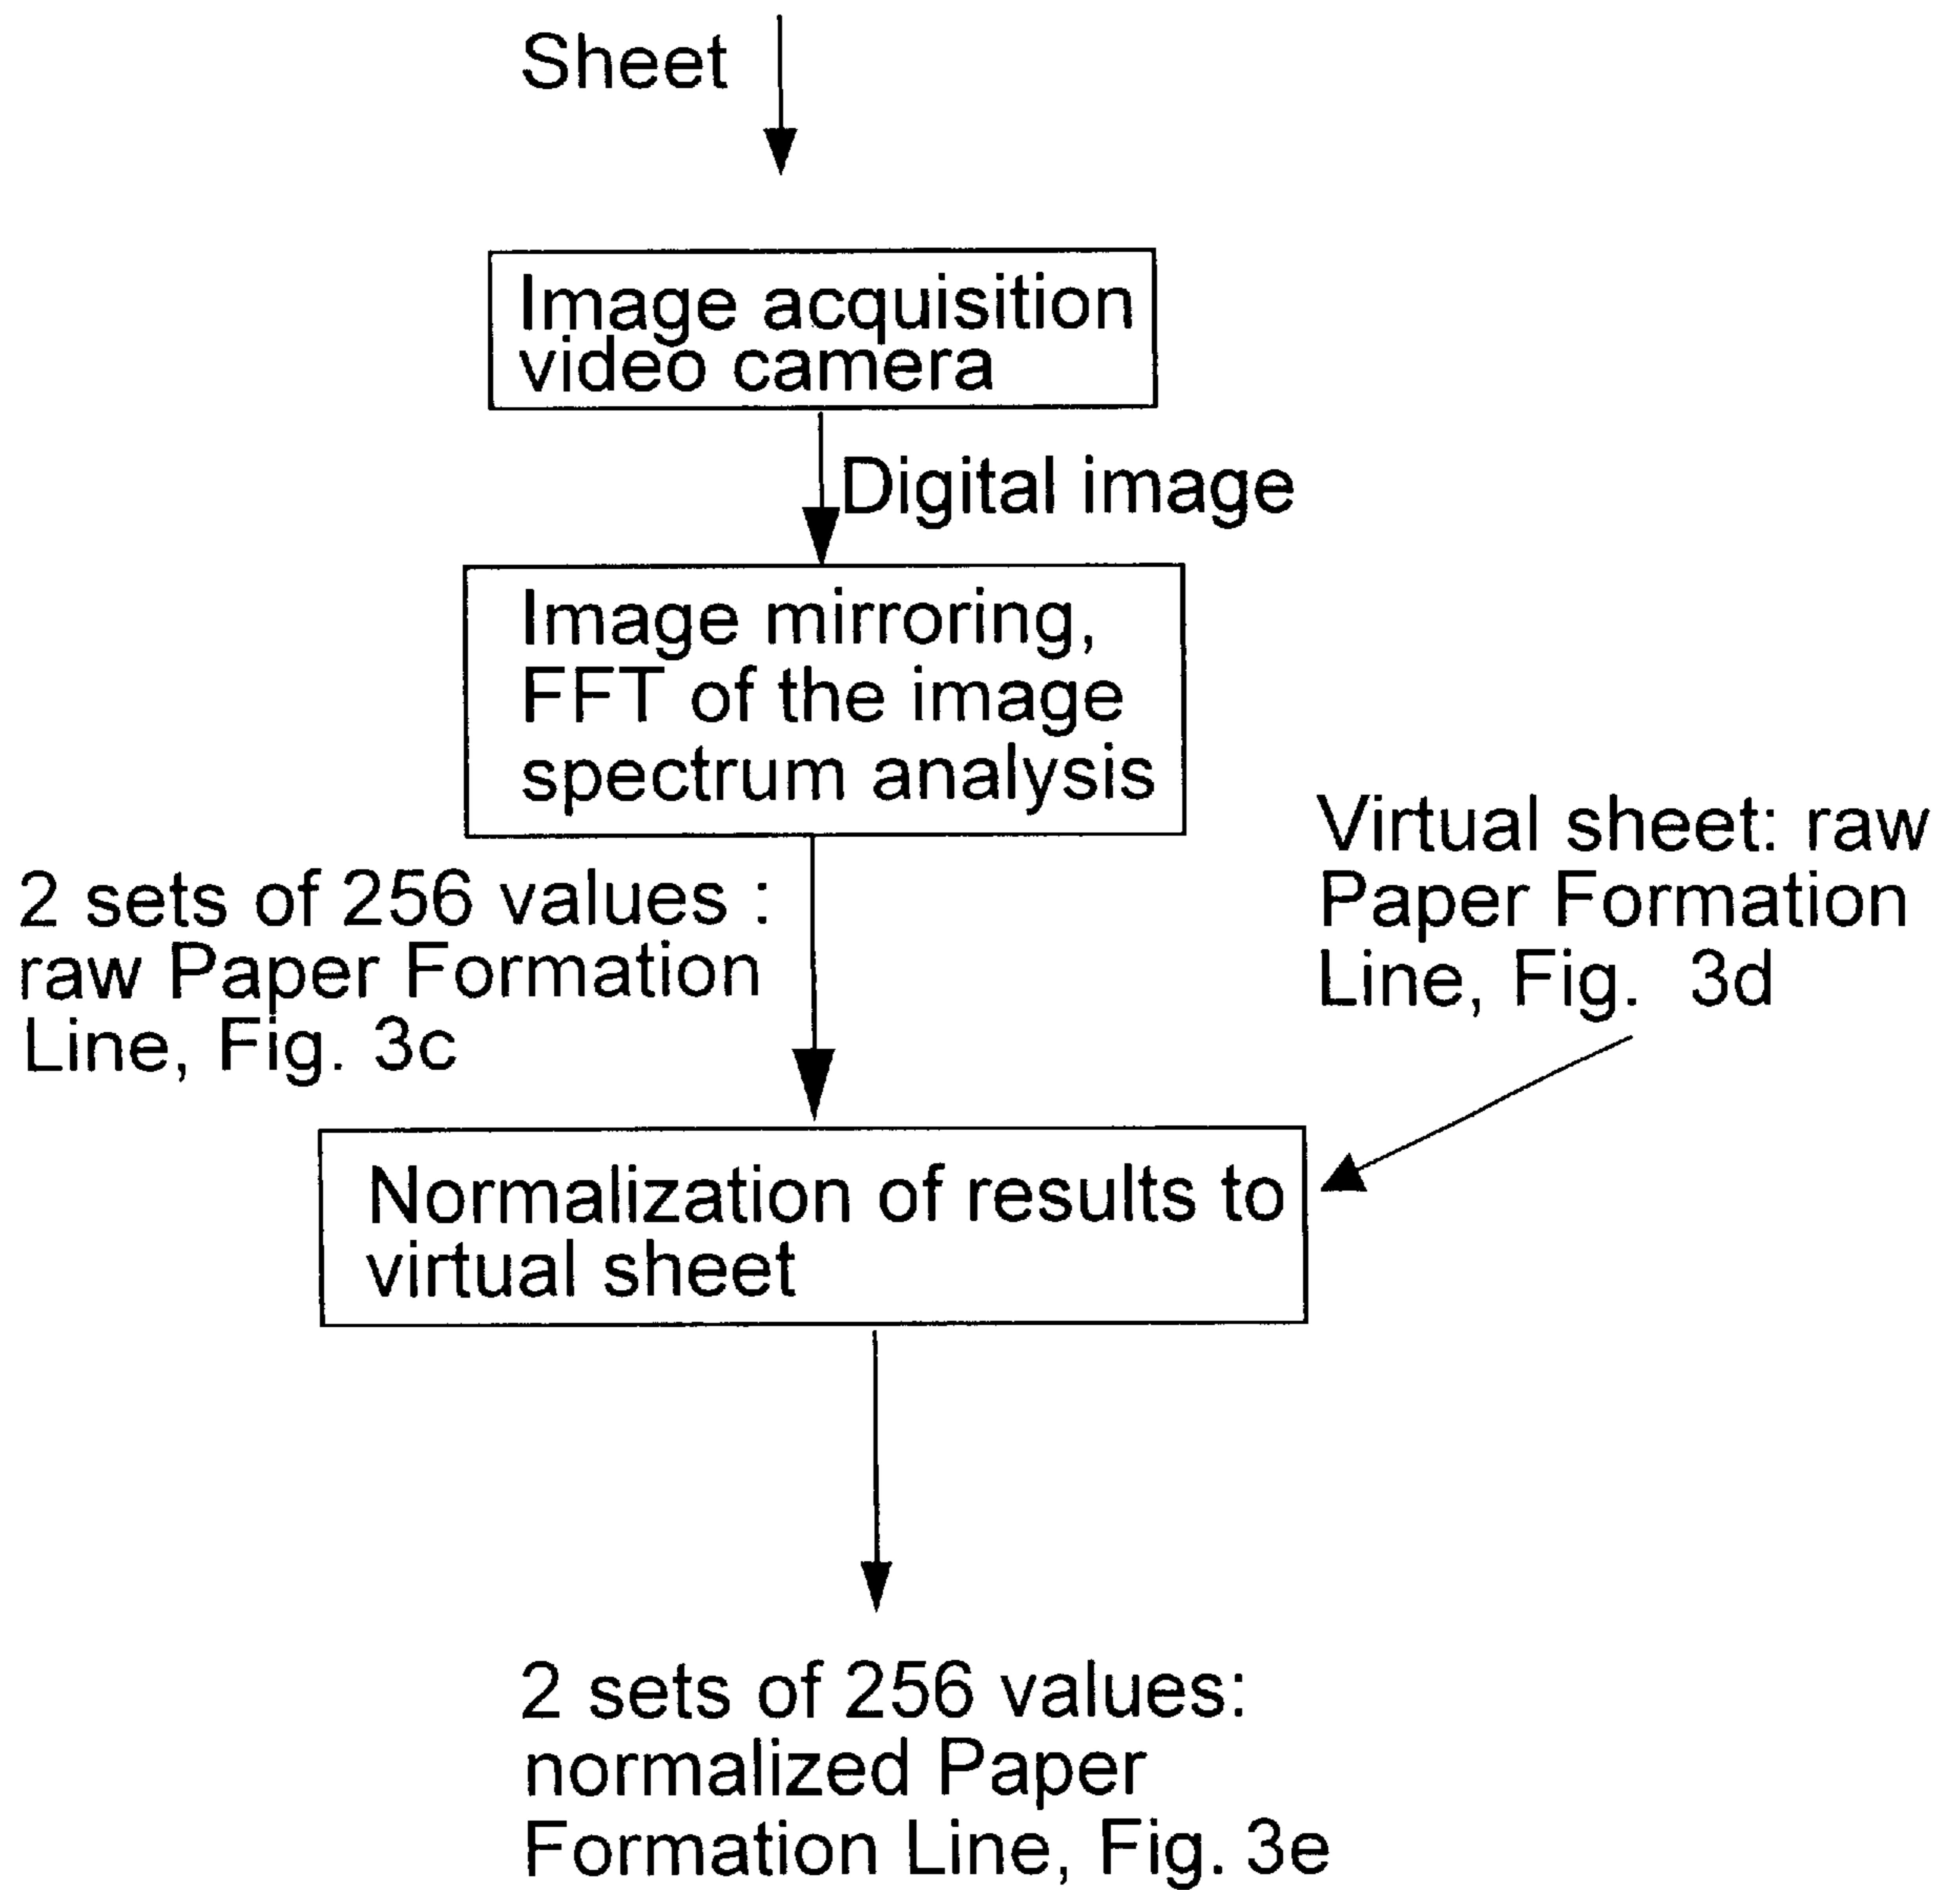 Sheet
Image acquisition
video camera
Digital image
Image mirroring,
FFT of the image
spectrum analysis
2 sets of 256 values :
raw Paper Formation
Line, Fig. 3c
Virtual sheet: raw
Paper Formation
Line, Fig. 3d
Normalization of results to
virtual sheet
2 sets of 256 values:
normalized Paper
Formation Line, Fig. 3e